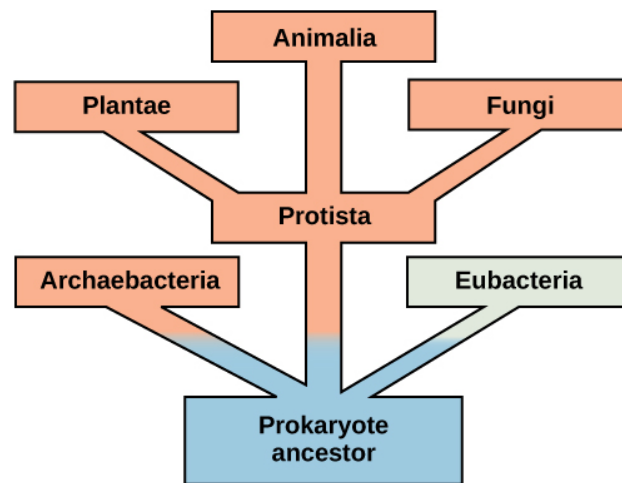 Animalia
Plantae
Fungi
Protista
Archaebacteria
Eubacteria
Prokaryote
ancestor